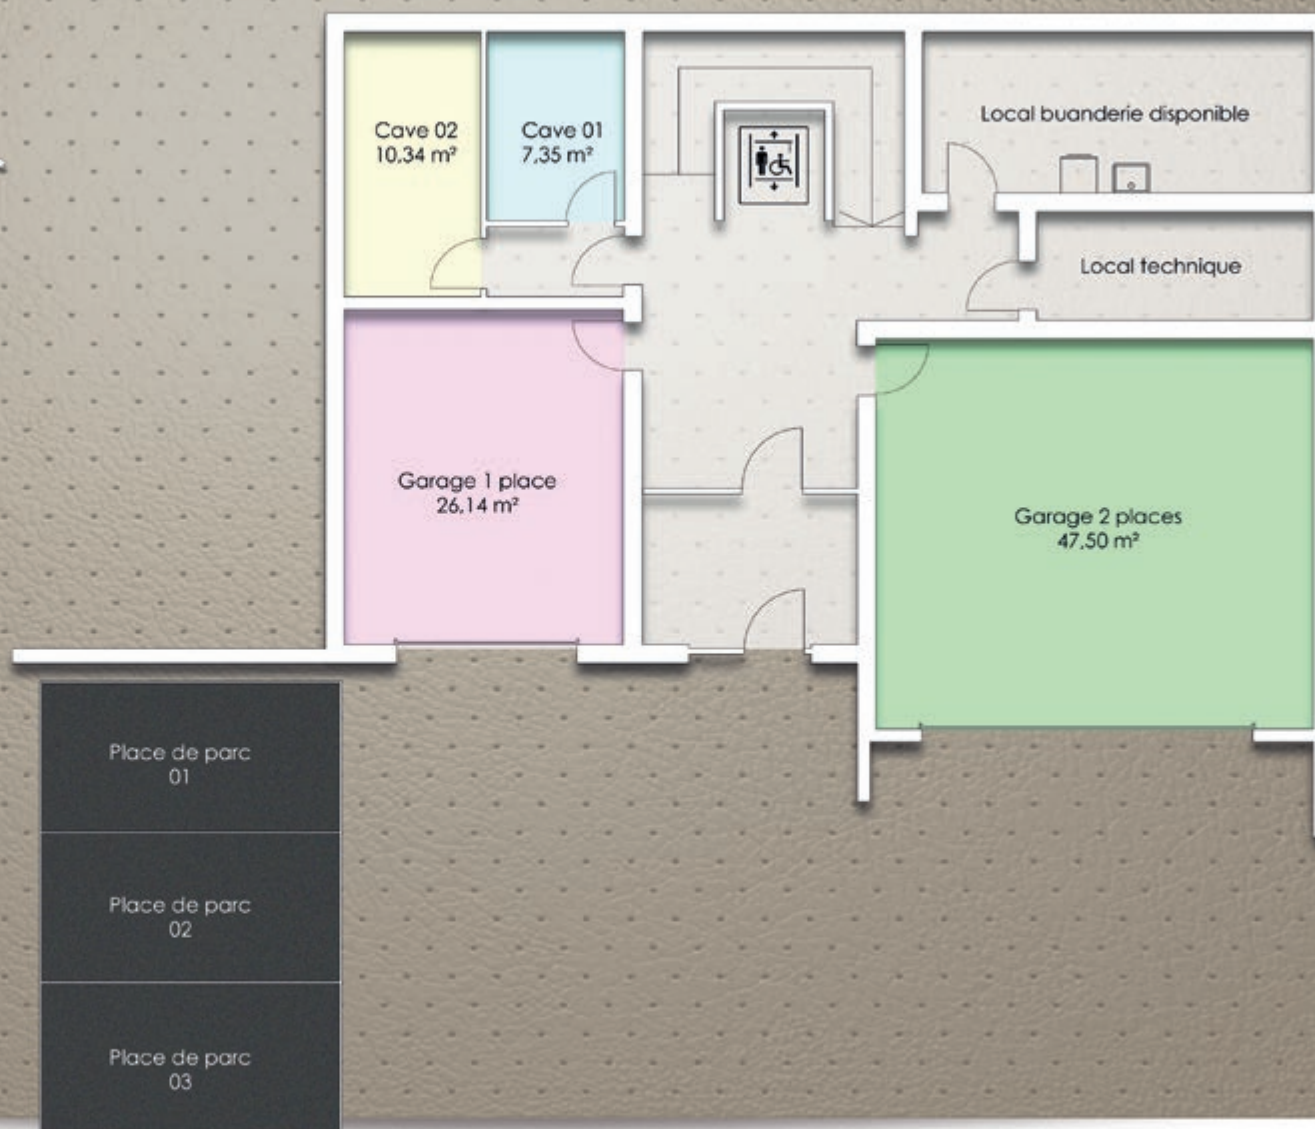 Cave 02
10,34 m²
Cave 01
7,35 m²
Local buanderie disponible
Local technique
Garage 1 place
26,14 m²
Garage 2 places
47,50 m²
Place de parc
01
Place de parc
02
Place de parc
03